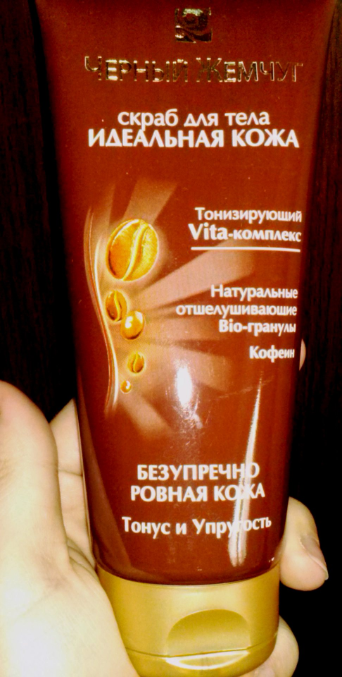 Черный Жемчуг
скраб для тела
ИДЕАЛЬНАЯ КОЖА
Тонизирующий
Vita-комплекс
Натуральные
отшелушивающие
Bio-гранулы
Кофеин
БЕЗУПРЕЧНО
РОВНАЯ КОЖА
Тонус и Упругость